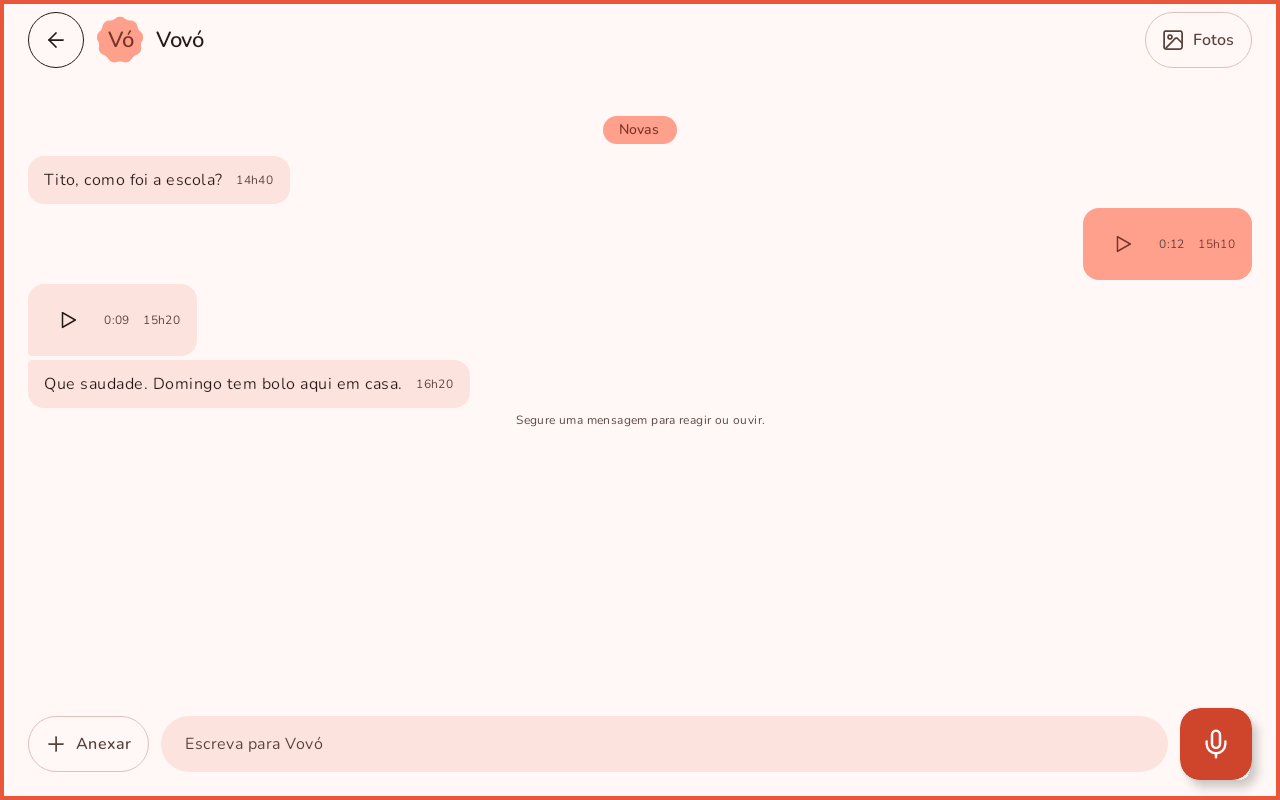 Vó Vovó
Fotos
Novas
Tito, como foi a escola? 14h40
0:12 15h10
0:09 15h20
Que saudade. Domingo tem bolo aqui em casa. 16h20
Segure uma mensagem para reagir ou ouvir.
Anexar
Escreva para Vovó